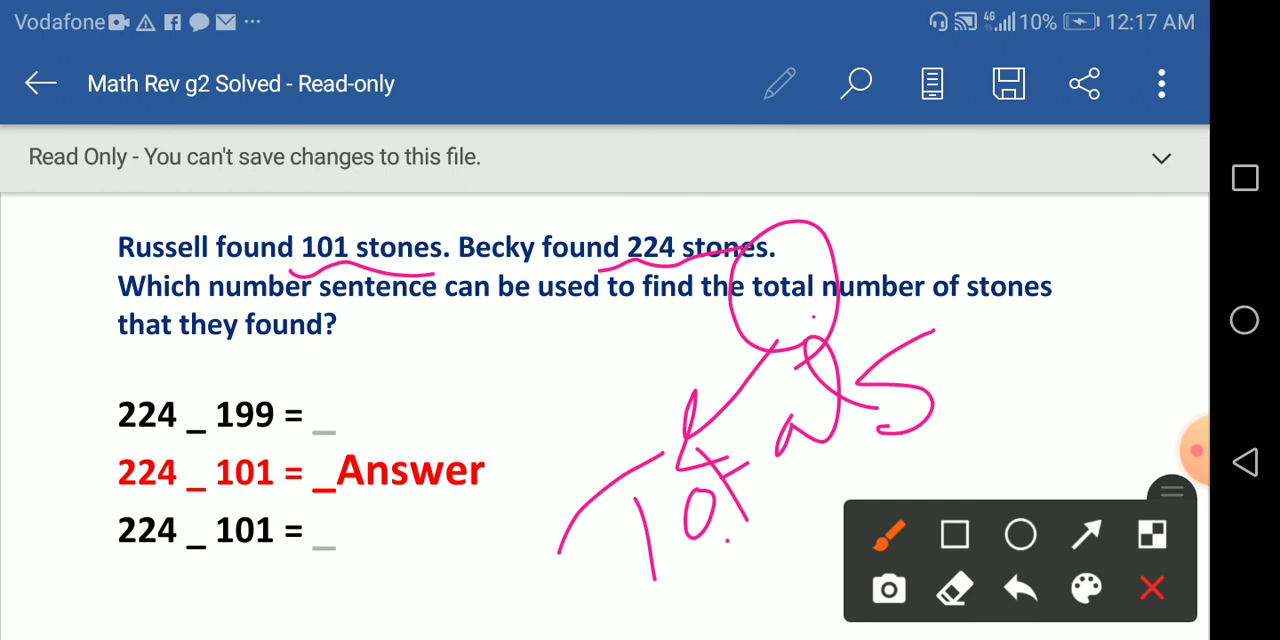 Vodafone ... 4G 10% 12:17 AM
Math Rev g2 Solved - Read-only
Read Only - You can't save changes to this file.
Russell found 101 stones. Becky found 224 stones.
Which number sentence can be used to find the total number of stones
that they found?
224 _ 199 = _
224 _ 101 = _Answer
224 _ 101 = _